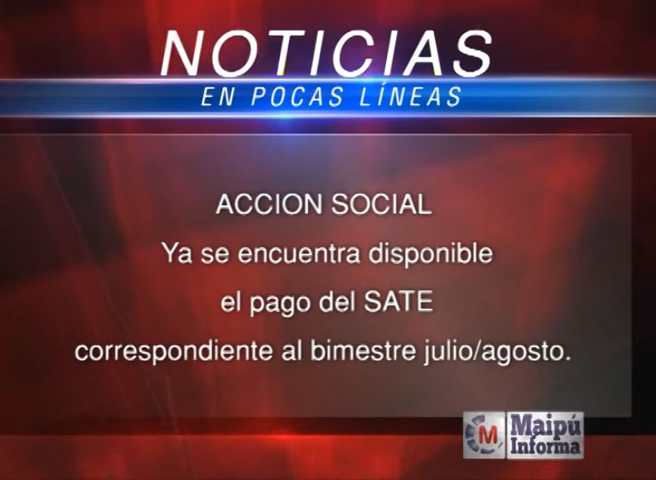 NOTICIAS
EN POCAS LÍNEAS
ACCION SOCIAL
Ya se encuentra disponible
el pago del SATE
correspondiente al bimestre julio/agosto.
M Maipú
Informa